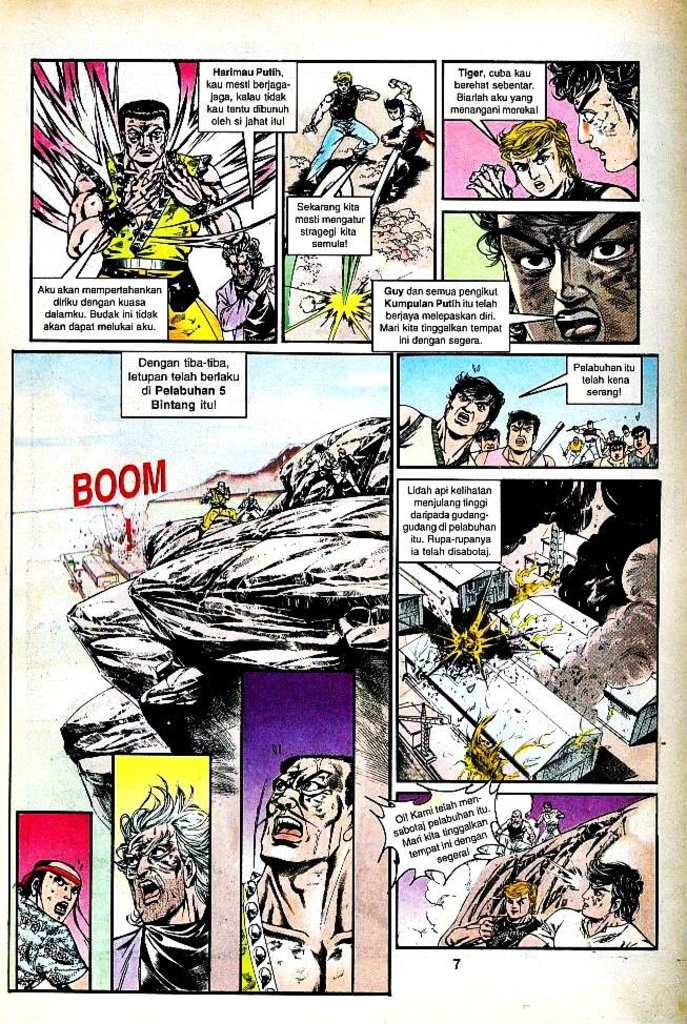 Harimau Putih,
kau mesti berjaga-
jaga, kalau tidak
kau tentu dibunuh
oleh si jahat itu!
Aku akan mempertahankan
diriku dengan kuasa
dalamku. Budak ini tidak
akan dapat melukai aku.
Sekarang kita
mesti mengatur
stragegi kita
semula!
Tiger, cuba kau
berehat sebentar.
Biarlah aku yang
menangani mereka!
Guy dan semua pengikut
Kumpulan Putih itu telah
berjaya melepaskan diri.
Mari kita tinggalkan tempat
ini dengan segera.
Dengan tiba-tiba,
letupan telah berlaku
di Pelabuhan 5
Bintang itu!
BOOM
!
Pelabuhan itu
telah kena
serang!
Lidah api kelihatan
menjulang tinggi
daripada gudang-
gudang di pelabuhan
itu. Rupa-rupanya
ia telah disabotaj.
Oi! Kami telah men-
sabotaj pelabuhan itu.
Mari kita tinggalkan
tempat ini dengan
segera!
7